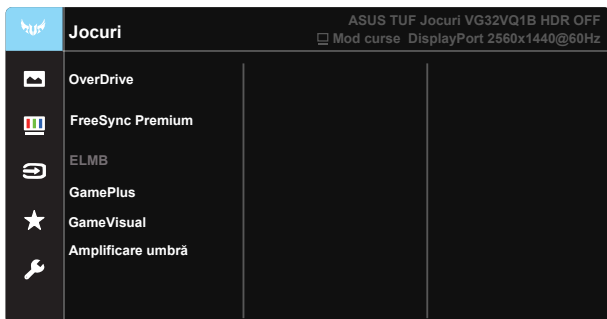 Jocuri
ASUS TUF Jocuri VG32VQ1B HDR OFF
Mod curse DisplayPort 2560x1440@60Hz
OverDrive
FreeSync Premium
ELMB
GamePlus
GameVisual
Amplificare umbră